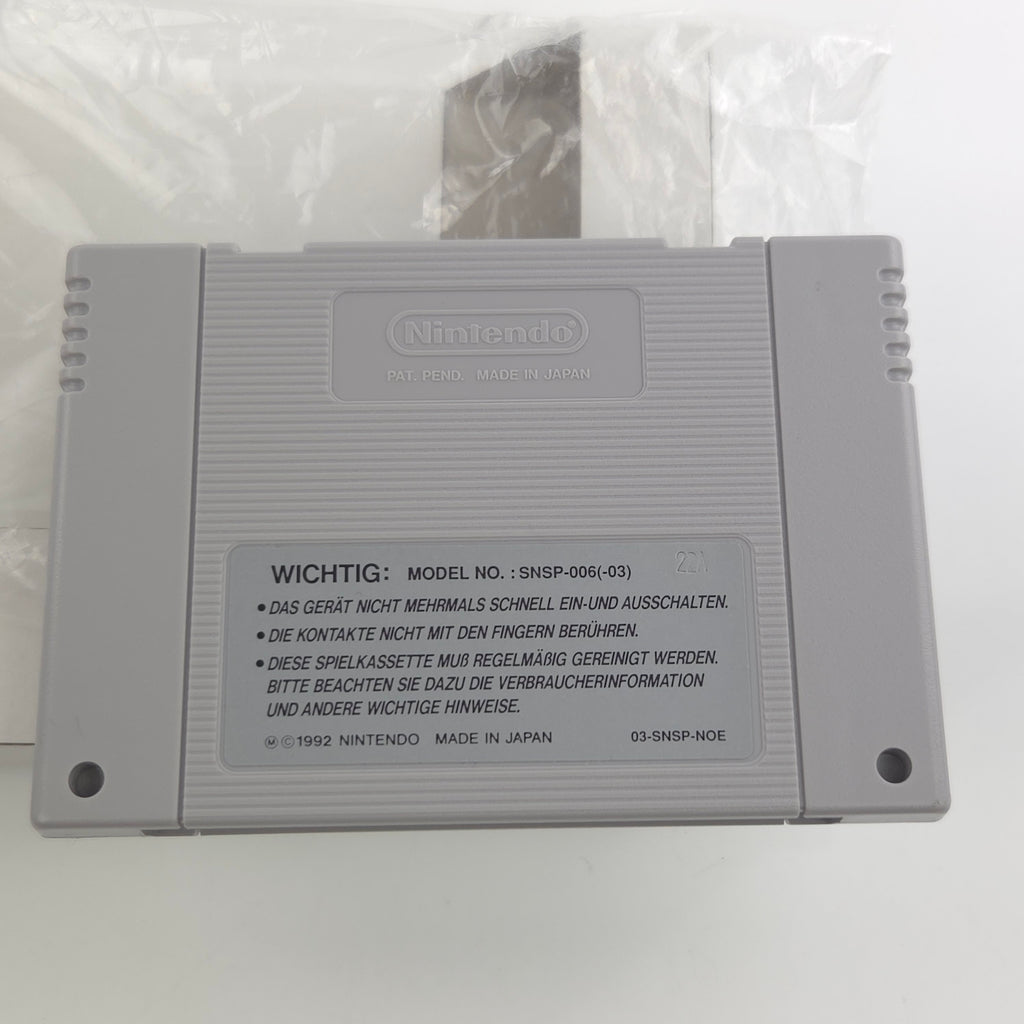 Nintendo®
PAT. PEND. MADE IN JAPAN
WICHTIG: MODEL NO. : SNSP-006(-03) 22A
• DAS GERÄT NICHT MEHRMALS SCHNELL EIN-UND AUSSCHALTEN.
• DIE KONTAKTE NICHT MIT DEN FINGERN BERÜHREN.
• DIESE SPIELKASSETTE MUß REGELMÄßIG GEREINIGT WERDEN.
BITTE BEACHTEN SIE DAZU DIE VERBRAUCHERINFORMATION
UND ANDERE WICHTIGE HINWEISE.
Ⓜ ©1992 NINTENDO MADE IN JAPAN 03-SNSP-NOE